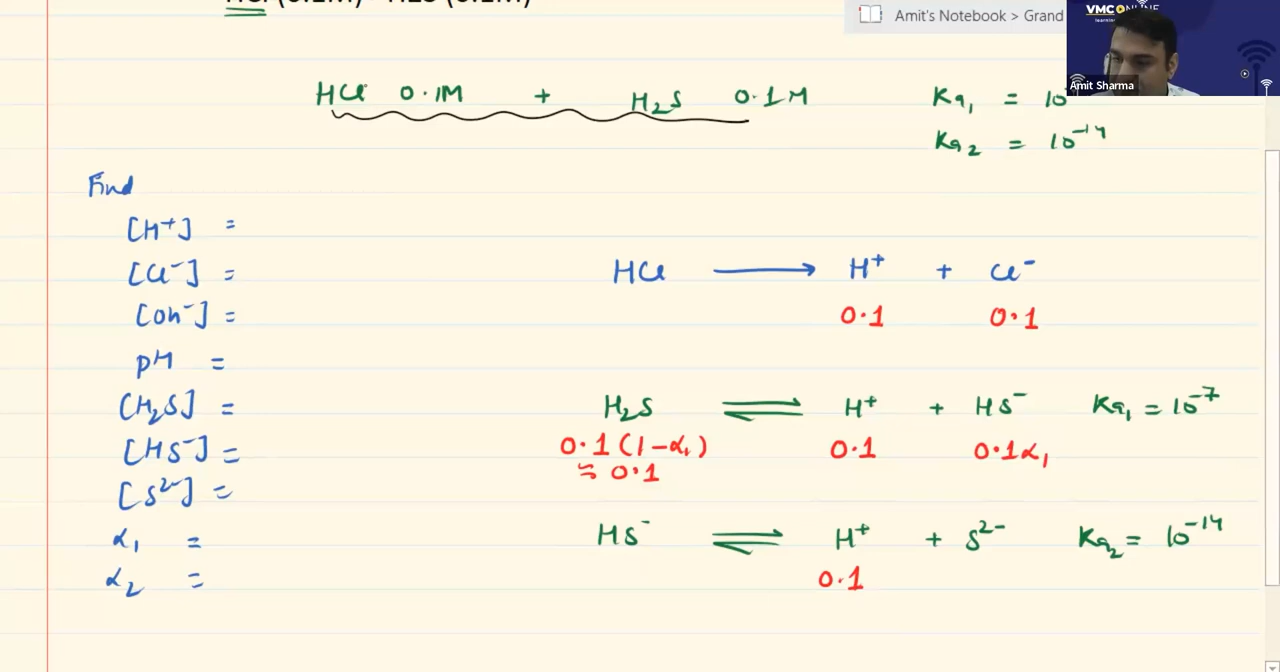 Amit's Notebook > Grand
VMC ONLINE
Amit Sharma
HCl 0.1M + H₂S 0.1M
Ka₁ = 10
Ka₂ = 10⁻¹⁴
Find
[H⁺] =
[Cl⁻] =
[OH⁻] =
pH =
[H₂S] =
[HS⁻] =
[S²⁻] =
α₁ =
α₂ =
HCl ⟶ H⁺ + Cl⁻
0.1 0.1
H₂S ⇌ H⁺ + HS⁻ Ka₁ = 10⁻⁷
0.1(1-α₁) 0.1 0.1α₁
≈ 0.1
HS⁻ ⇌ H⁺ + S²⁻ Ka₂ = 10⁻¹⁴
0.1